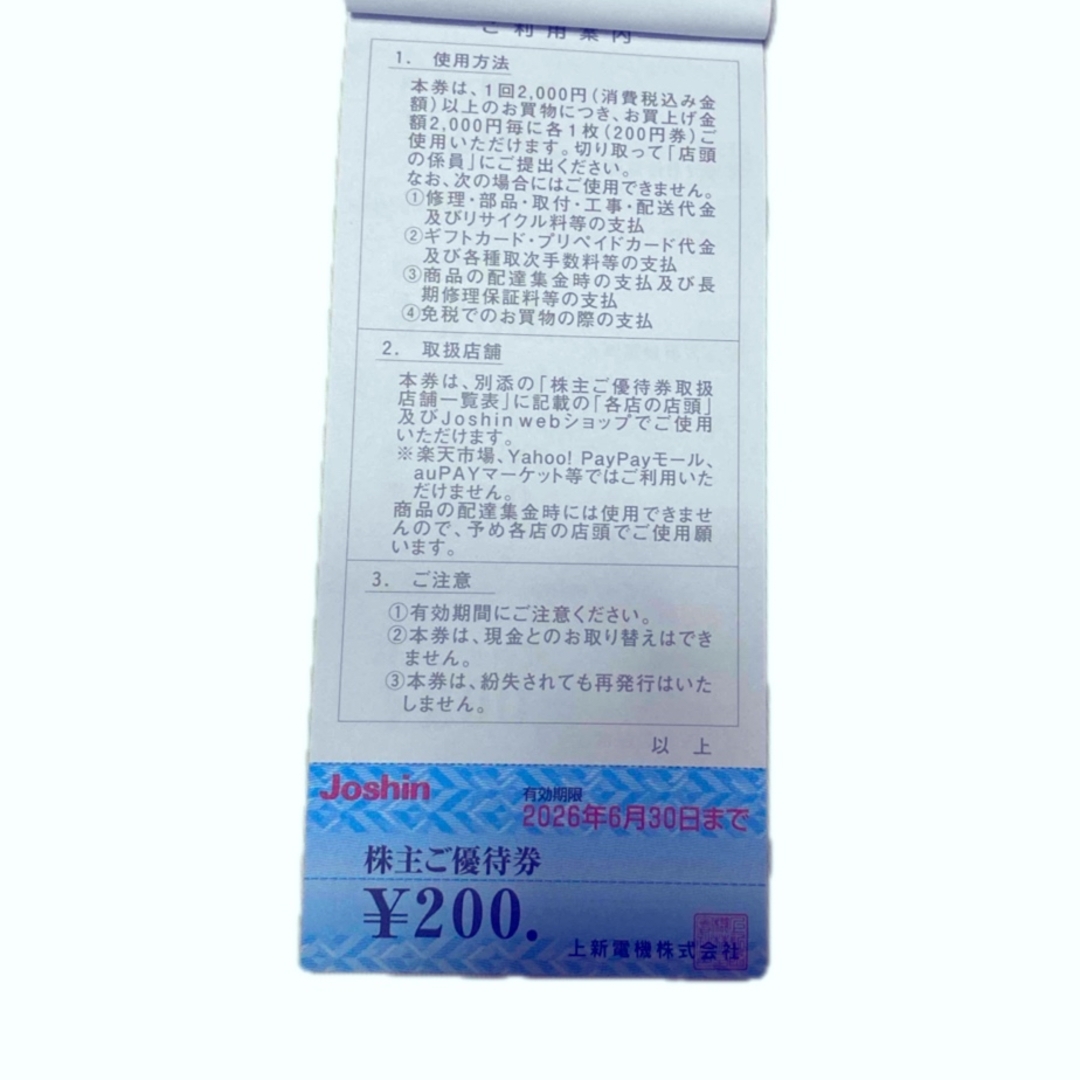 ご利用案内
1. 使用方法
本券は、1回2,000円(消費税込み金
額)以上のお買物につき、お買上げ金
額2,000円毎に各1枚(200円券)ご
使用いただけます。切り取って「店頭
の係員」にご提出ください。
なお、次の場合にはご使用できません。
①修理・部品・取付・工事・配送代金
及びリサイクル料等の支払
②ギフトカード・プリペイドカード代金
及び各種取次手数料等の支払
③商品の配達集金時の支払及び長
期修理保証料等の支払
④免税でのお買物の際の支払
2. 取扱店舗
本券は、別添の「株主ご優待券取扱
店舗一覧表」に記載の「各店の店頭」
及びJoshin webショップでご使用
いただけます。
※楽天市場、Yahoo! PayPayモール、
auPAYマーケット等ではご利用いた
だけません。
商品の配達集金時には使用できませ
んので、予め各店の店頭でご使用願
います。
3. ご注意
①有効期間にご注意ください。
②本券は、現金とのお取り替えはでき
ません。
③本券は、紛失されても再発行はいた
しません。
以 上
Joshin
有効期限
2026年6月30日まで
株主ご優待券
¥200.
上新電機株式会社